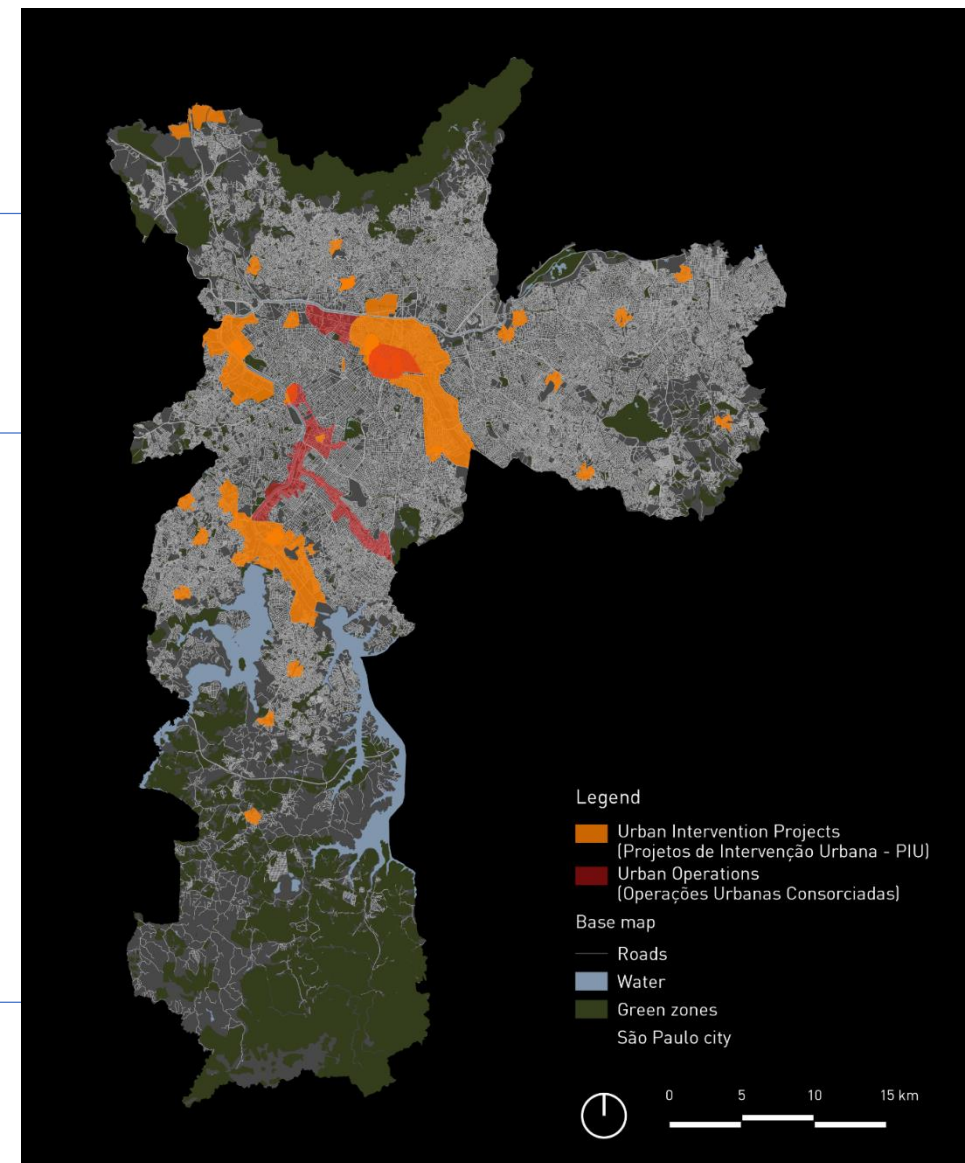 Legend
Urban Intervention Projects
(Projetos de Intervenção Urbana - PIU)
Urban Operations
(Operações Urbanas Consorciadas)
Base map
Roads
Water
Green zones
São Paulo city
0 5 10 15 km